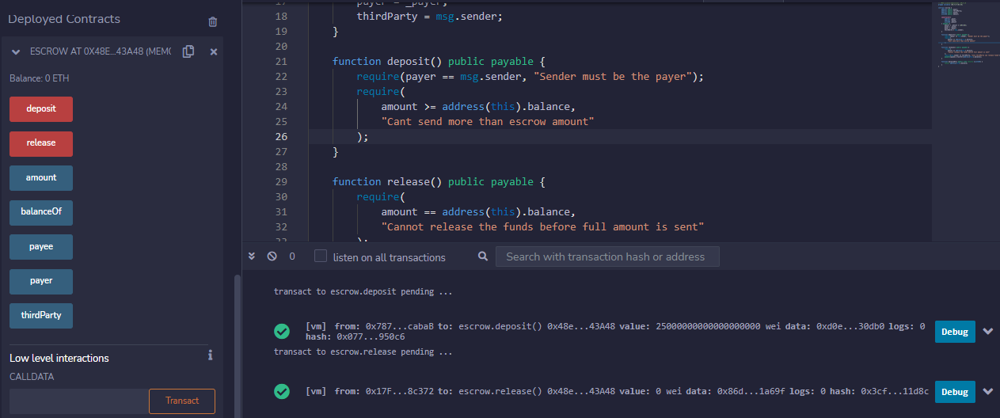 Deployed Contracts
ESCROW AT 0X48E...43A48 (MEMO
Balance: 0 ETH
deposit
release
amount
balanceOf
payee
payer
thirdParty
Low level interactions
CALLDATA
Transact
17 payer = _payer;
18 thirdParty = msg.sender;
19 }
20
21 function deposit() public payable {
22 require(payer == msg.sender, "Sender must be the payer");
23 require(
24 amount >= address(this).balance,
25 "Cant send more than escrow amount"
26 );
27 }
28
29 function release() public payable {
30 require(
31 amount == address(this).balance,
32 "Cannot release the funds before full amount is sent"
33 );
0 listen on all transactions
Search with transaction hash or address
transact to escrow.deposit pending ...
[vm] from: 0x787...cabaB to: escrow.deposit() 0x48e...43A48 value: 25000000000000000000 wei data: 0xd0e...30db0 logs: 0
hash: 0x077...950c6
Debug
transact to escrow.release pending ...
[vm] from: 0x17F...8c372 to: escrow.release() 0x48e...43A48 value: 0 wei data: 0x86d...1a69f logs: 0 hash: 0x3cf...11d8c
Debug